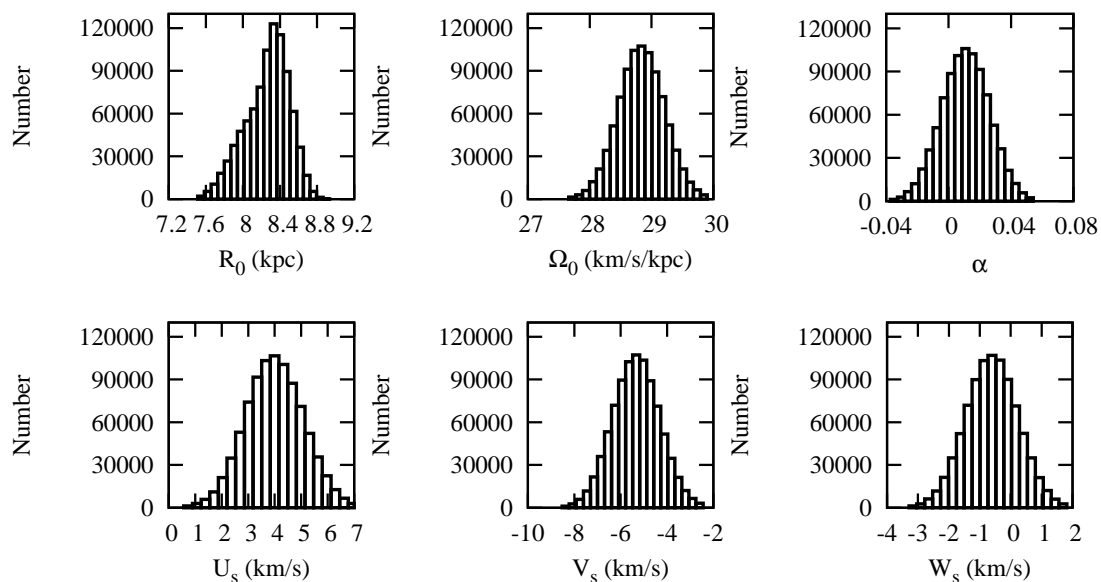 120000 120000 120000
90000 90000 90000
60000 60000 60000
30000 30000 30000
0 0 0
Number Number Number
7.2 7.6 8 8.4 8.8 9.2 27 28 29 30 -0.04 0 0.04 0.08
R₀ (kpc) Ω₀ (km/s/kpc) α
120000 120000 120000
90000 90000 90000
60000 60000 60000
30000 30000 30000
0 0 0
Number Number Number
0 1 2 3 4 5 6 7 -10 -8 -6 -4 -2 -4 -3 -2 -1 0 1 2
Uₛ (km/s) Vₛ (km/s) Wₛ (km/s)